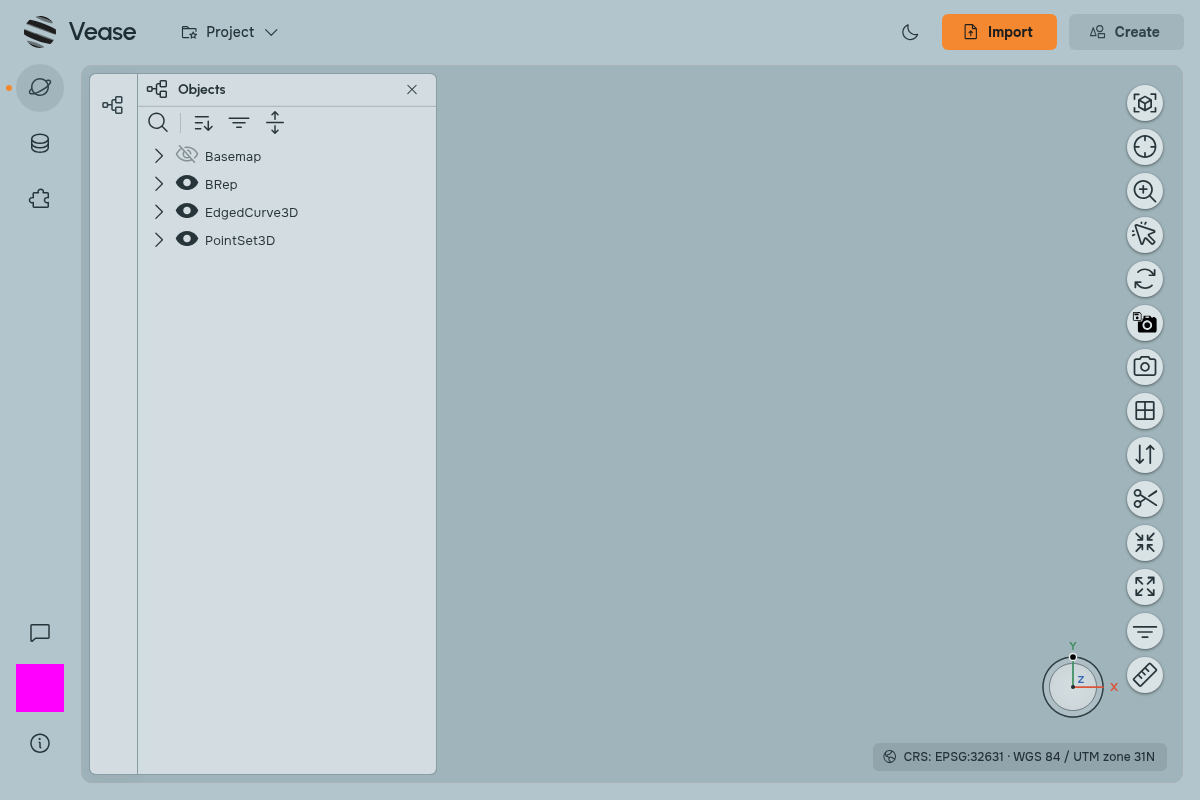 Vease
Project
Import
Create
Objects
Basemap
BRep
EdgedCurve3D
PointSet3D
Y
Z
X
CRS: EPSG:32631 · WGS 84 / UTM zone 31N